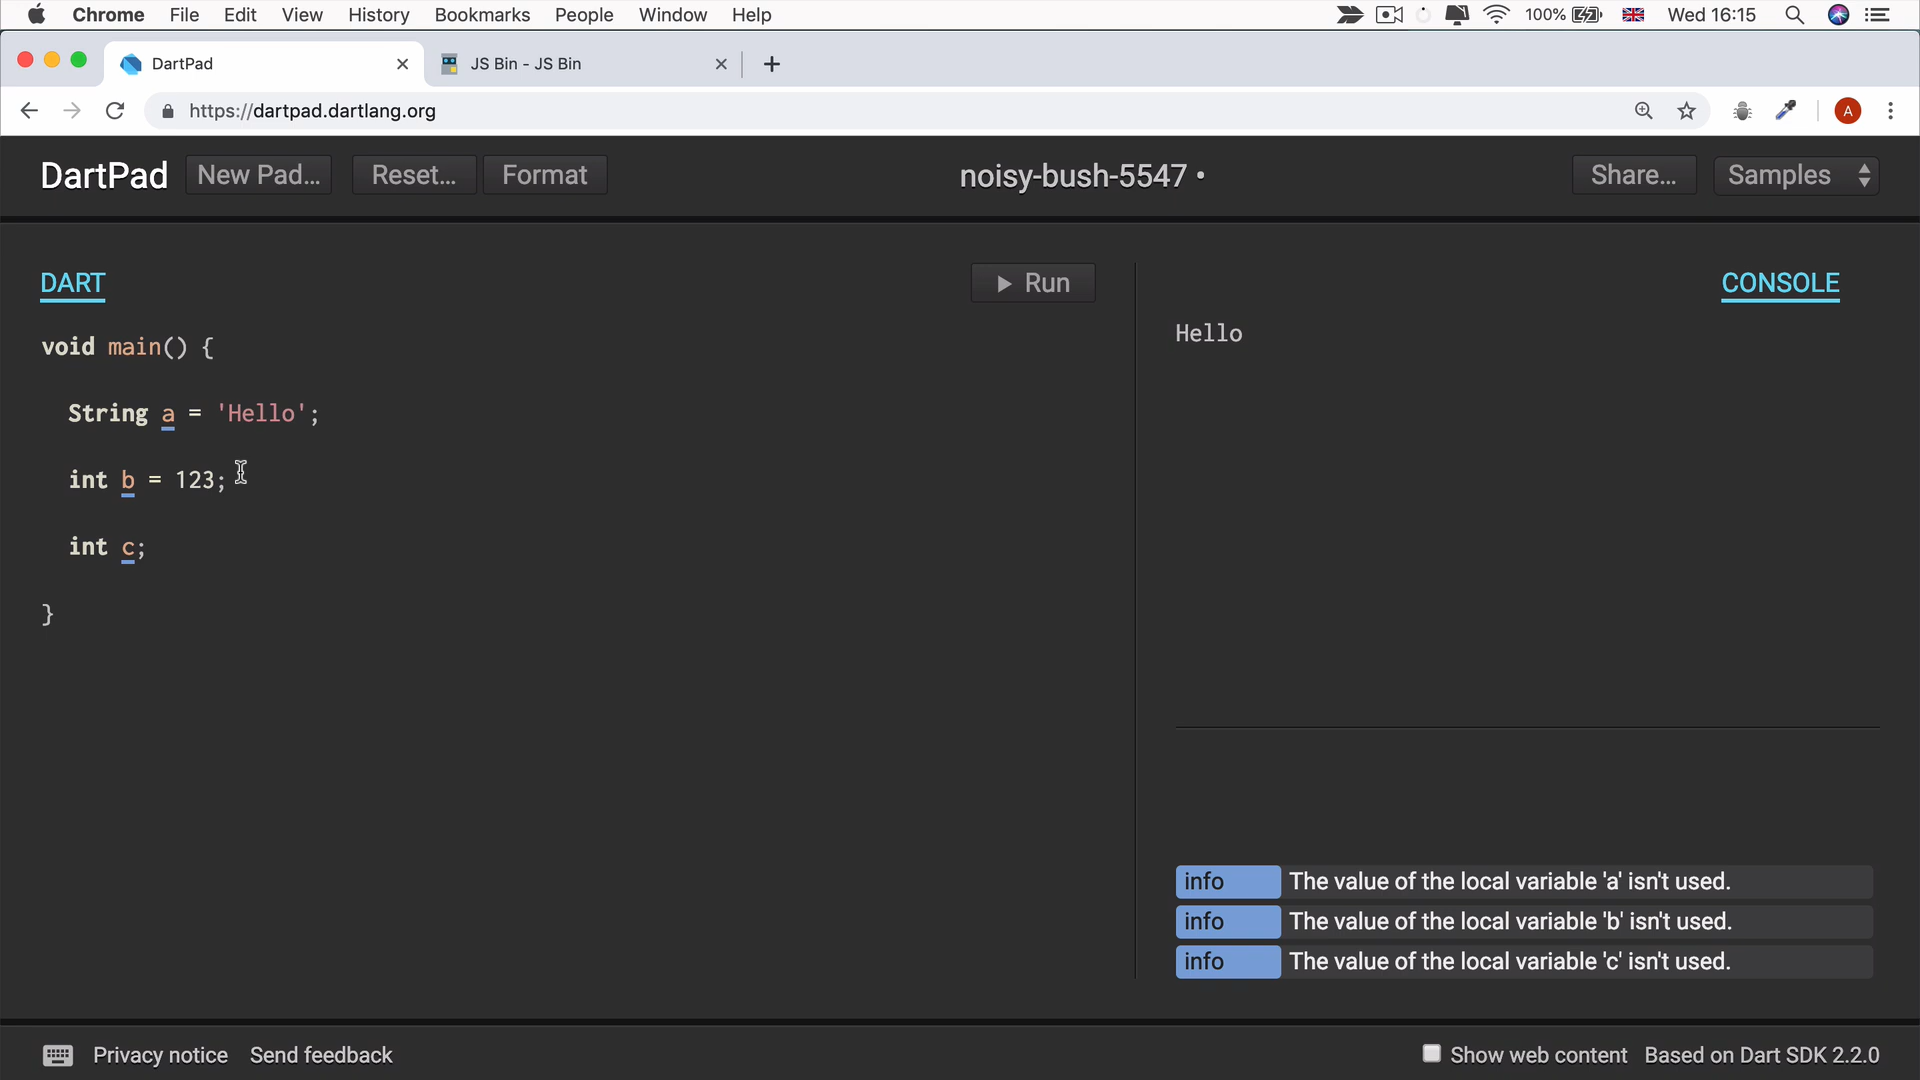 Chrome File Edit View History Bookmarks People Window Help 100% Wed 16:15
DartPad JS Bin - JS Bin
https://dartpad.dartlang.org A
DartPad New Pad... Reset... Format noisy-bush-5547 • Share... Samples
DART Run CONSOLE
void main() {
String a = 'Hello';
int b = 123;
int c;
}
Hello
info The value of the local variable 'a' isn't used.
info The value of the local variable 'b' isn't used.
info The value of the local variable 'c' isn't used.
Privacy notice Send feedback Show web content Based on Dart SDK 2.2.0